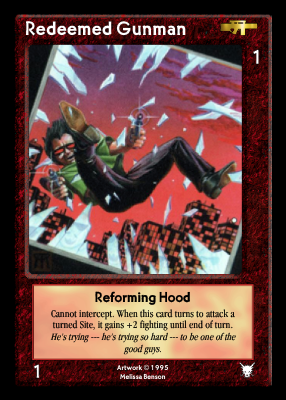 Redeemed Gunman
1
Reforming Hood
Cannot intercept. When this card turns to attack a
turned Site, it gains +2 fighting until end of turn.
He's trying --- he's trying so hard --- to be one of the
good guys.
1
Artwork © 1995
Melissa Benson